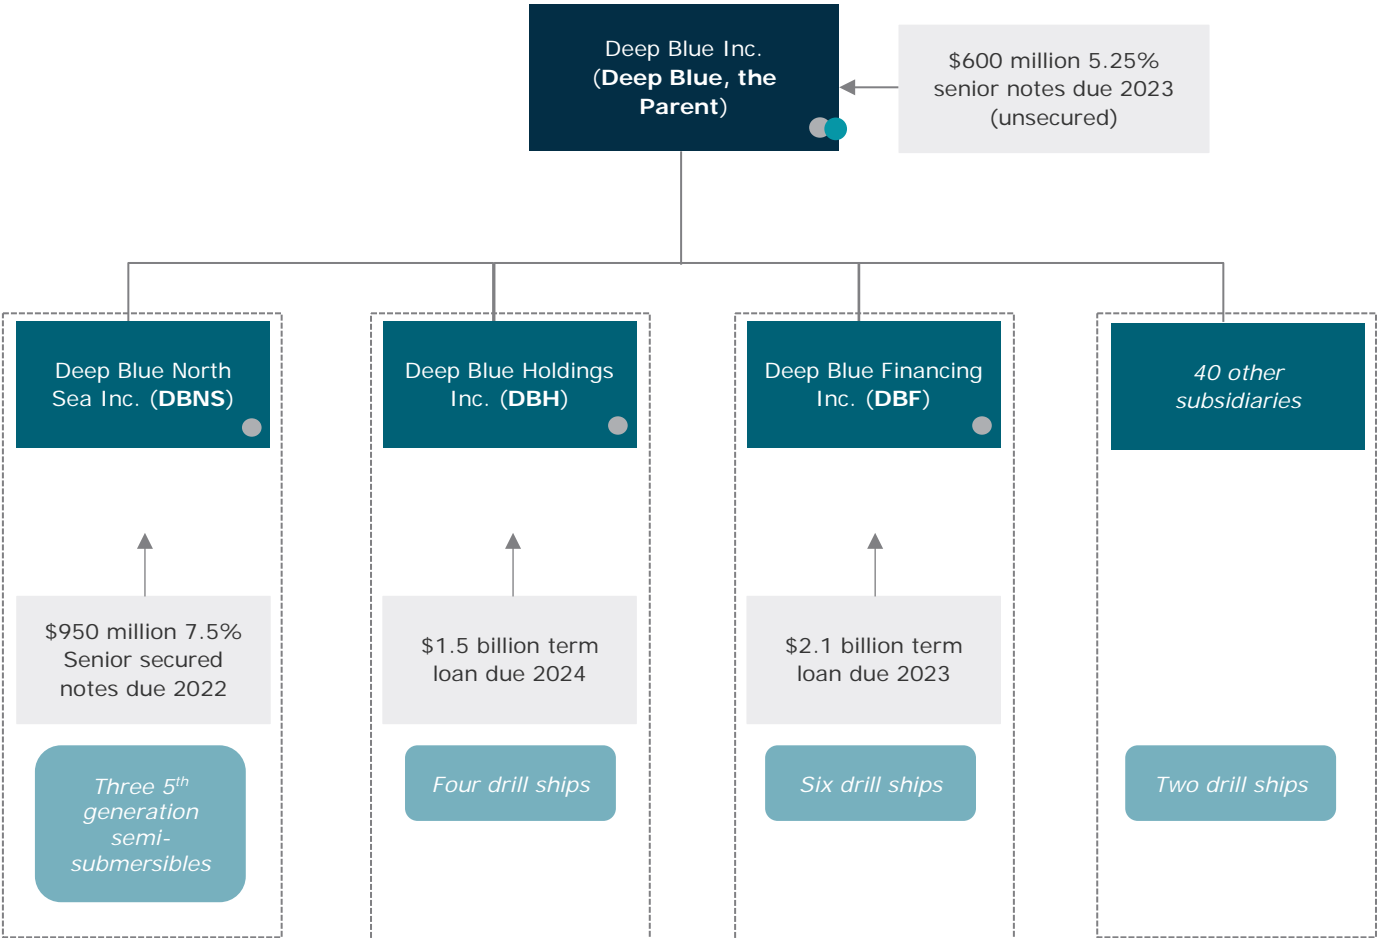 Deep Blue Inc.
(Deep Blue, the
Parent)
$600 million 5.25%
senior notes due 2023
(unsecured)
Deep Blue North
Sea Inc. (DBNS)
Deep Blue Holdings
Inc. (DBH)
Deep Blue Financing
Inc. (DBF)
40 other
subsidiaries
$950 million 7.5%
Senior secured
notes due 2022
$1.5 billion term
loan due 2024
$2.1 billion term
loan due 2023
Three 5th
generation
semi-
submersibles
Four drill ships
Six drill ships
Two drill ships